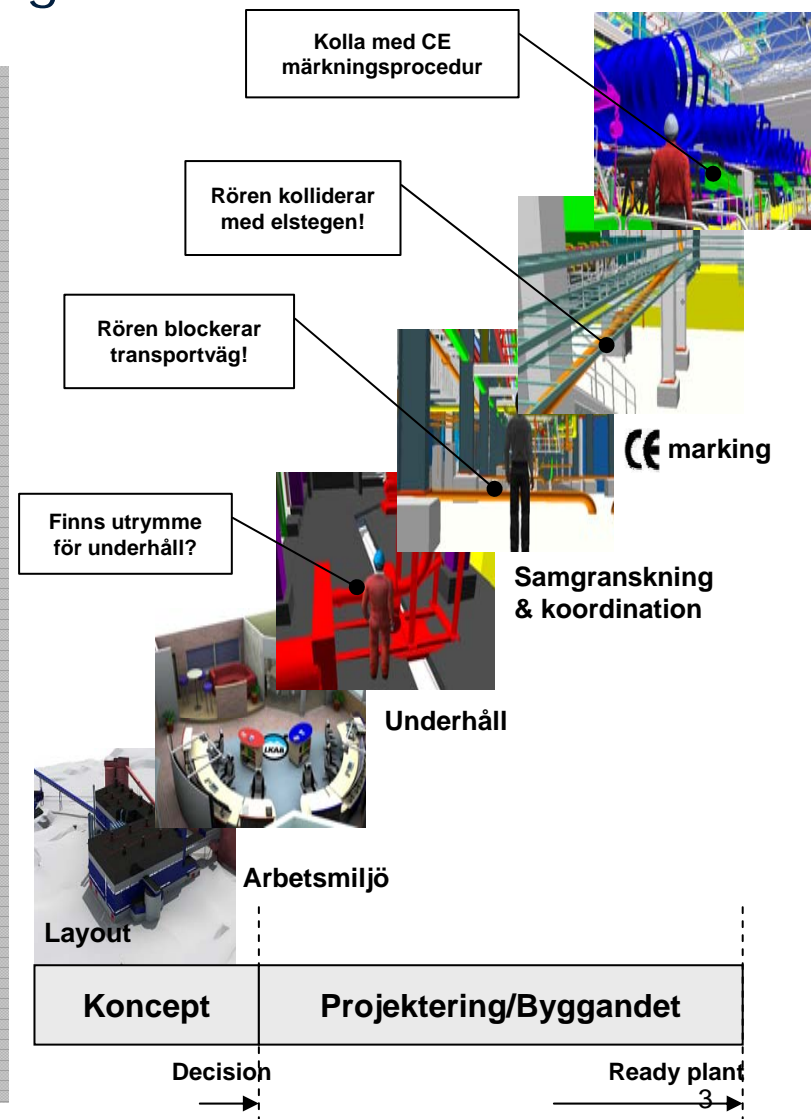 g
Kolla med CE
märkningsprocedur
Rören kolliderar
med elstegen!
Rören blockerar
transportväg!
CE marking
Finns utrymme
för underhåll?
Samgranskning
& koordination
Underhåll
LKAB
Arbetsmiljö
Layout
Koncept
Projektering/Byggandet
Decision
Ready plant
3